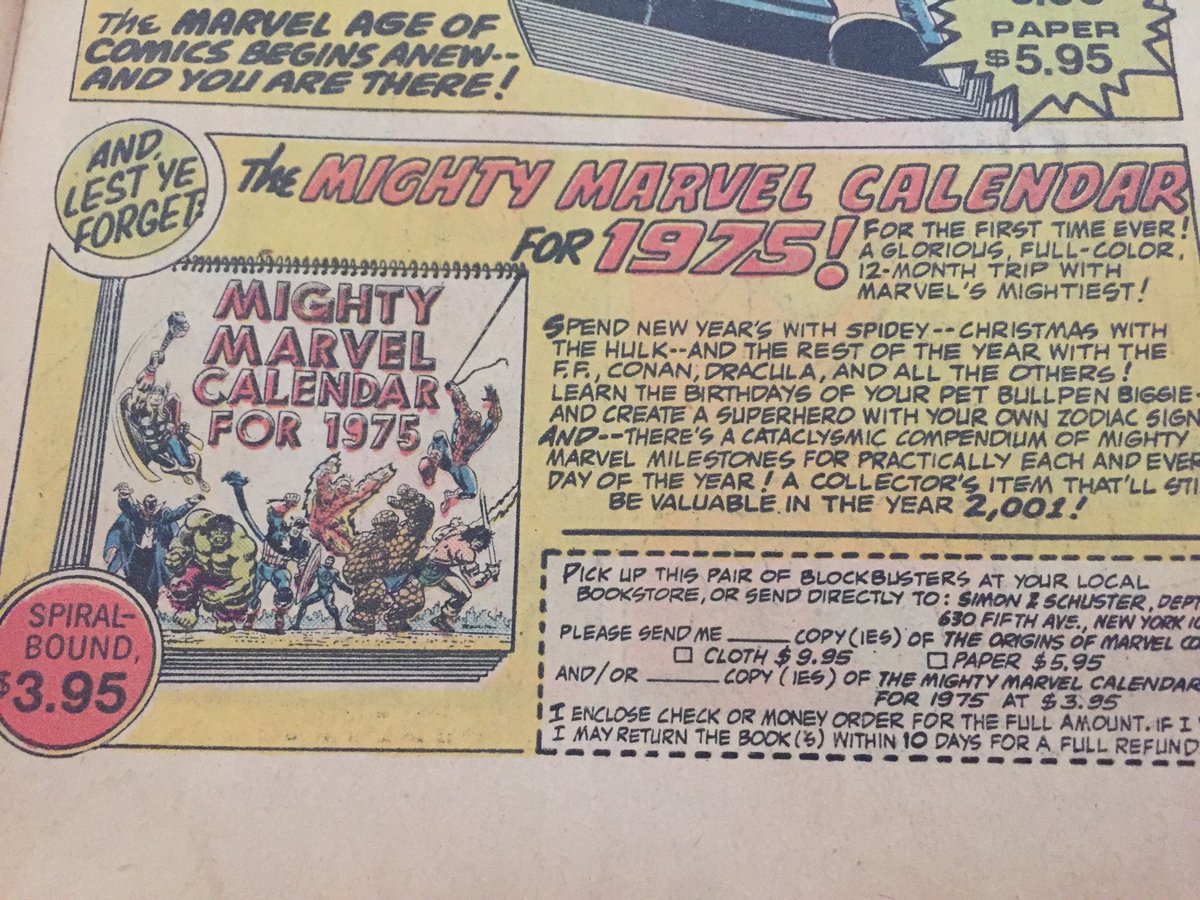 THE MARVEL AGE OF
COMICS BEGINS ANEW--
AND YOU ARE THERE!
PAPER
$5.95
AND,
LEST YE
FORGET:
THE MIGHTY MARVEL CALENDAR
FOR 1975!
FOR THE FIRST TIME EVER!
A GLORIOUS, FULL-COLOR,
12-MONTH TRIP WITH
MARVEL'S MIGHTIEST!
MIGHTY
MARVEL
CALENDAR
FOR 1975
SPEND NEW YEAR'S WITH SPIDEY--CHRISTMAS WITH
THE HULK--AND THE REST OF THE YEAR WITH THE
F.F., CONAN, DRACULA, AND ALL THE OTHERS!
LEARN THE BIRTHDAYS OF YOUR PET BULLPEN BIGGIE
AND CREATE A SUPERHERO WITH YOUR OWN ZODIAC SIGN
AND--THERE'S A CATACLYSMIC COMPENDIUM OF MIGHTY
MARVEL MILESTONES FOR PRACTICALLY EACH AND EVER
DAY OF THE YEAR! A COLLECTOR'S ITEM THAT'LL STI
BE VALUABLE IN THE YEAR 2,001!
SPIRAL-
BOUND,
$3.95
PICK UP THIS PAIR OF BLOCKBUSTERS AT YOUR LOCAL
BOOKSTORE, OR SEND DIRECTLY TO: SIMON & SCHUSTER, DEPT
630 FIFTH AVE., NEW YORK
PLEASE SEND ME ______ COPY(IES) OF THE ORIGINS OF MARVEL CO
CLOTH $9.95 PAPER $5.95
AND/OR ______ COPY (IES) OF THE MIGHTY MARVEL CALENDAR
FOR 1975 AT $3.95
I ENCLOSE CHECK OR MONEY ORDER FOR THE FULL AMOUNT. IF I
I MAY RETURN THE BOOK('S) WITHIN 10 DAYS FOR A FULL REFUND